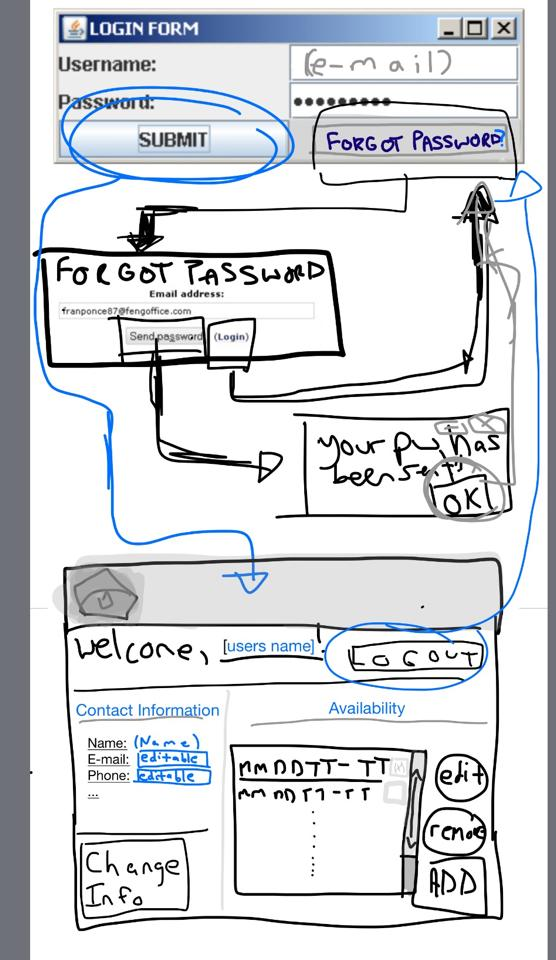 LOGIN FORM
Username: (e-mail)
Password: •••••••••
SUBMIT FORGOT PASSWORD?
FORGOT PASSWORD
Email address:
franponce87@fengoffice.com
Send password (Login)
your pw has
been sent
OK!
Welcome, [users name]! LOGOUT
Contact Information
Name: (Name)
E-mail: editable
Phone: editable
...
Change
Info
Availability
MMDDTT-TT
MMDDTT-TT
edit
remove
ADD